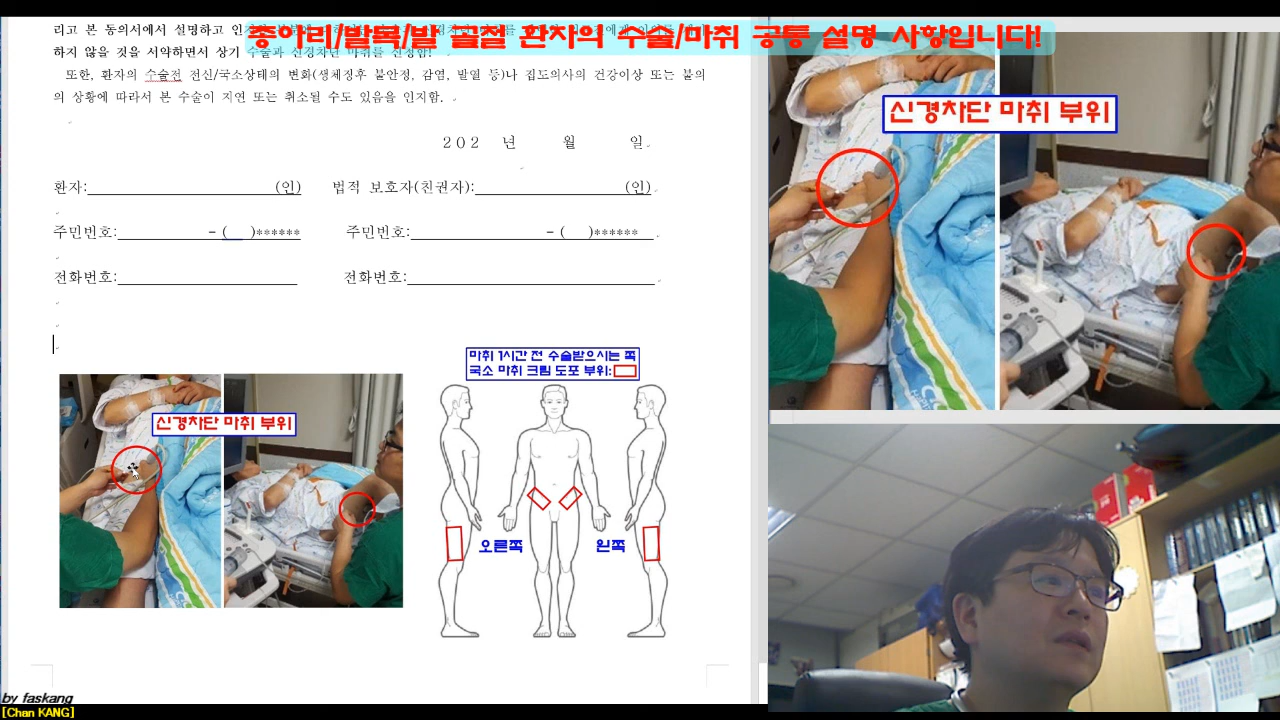 종아리/발목/발 골절 환자의 수술/마취 공통 설명 사항입니다!
리고 본 동의서에서 설명하고 인
하지 않을 것을 서약하면서 상기 수술과 신경차단 마취를 신청함!
또한, 환자의 수술전 전신/국소상태의 변화(생체징후 불안정, 감염, 발열 등)나 집도의사의 건강이상 또는 불의
의 상황에 따라서 본 수술이 지연 또는 취소될 수도 있음을 인지함.
202 년 월 일
환자: (인) 법적 보호자(친권자): (인)
주민번호: - ( )****** 주민번호: - ( )******
전화번호: 전화번호:
신경차단 마취 부위
마취 1시간 전 수술받으시는 쪽
국소 마취 크림 도포 부위:
오른쪽 왼쪽
신경차단 마취 부위
by faskang
[Chan KANG]